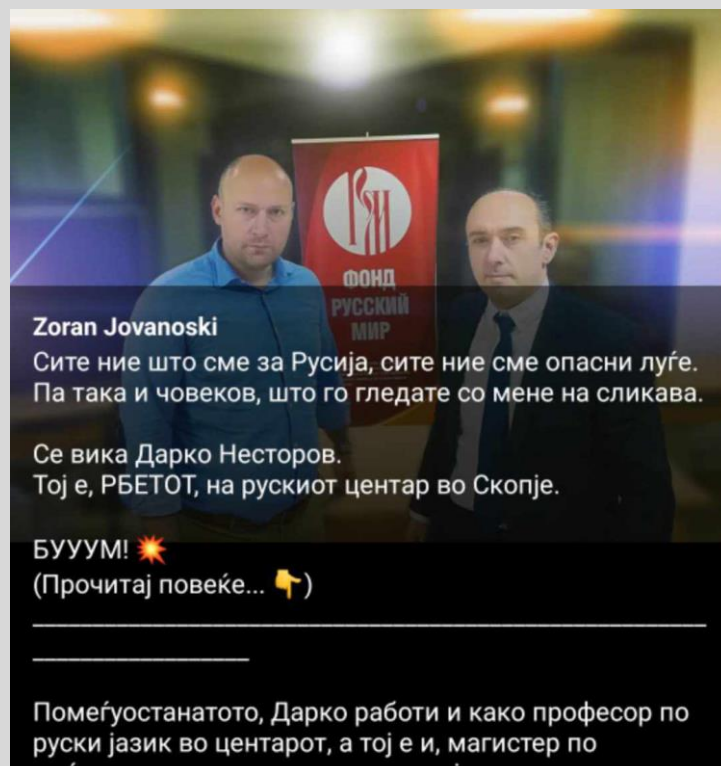 ФОНД
РУССКИЙ
МИР
Zoran Jovanoski
Сите ние што сме за Русија, сите ние сме опасни луѓе.
Па така и човеков, што го гледате со мене на сликава.
Се вика Дарко Несторов.
Тој е, РБЕТОТ, на рускиот центар во Скопје.
БУУУМ! 💥
(Прочитај повеќе... 👇)
Помеѓуостанатото, Дарко работи и како професор по
руски јазик во центарот, а тој е и, магистер по